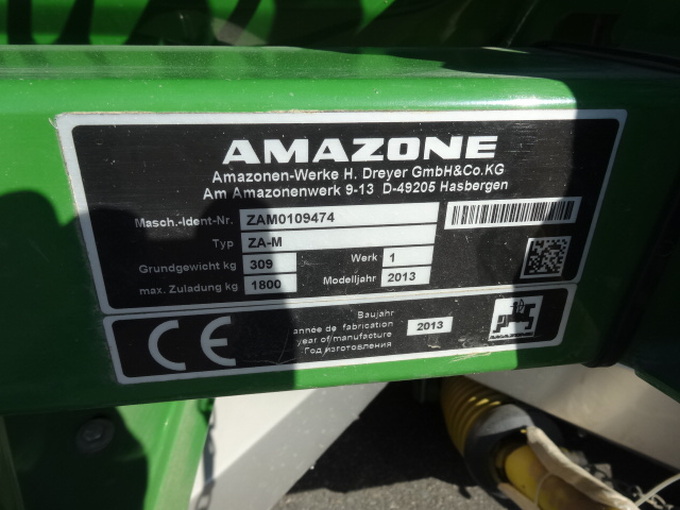 AMAZONE
Amazonen-Werke H. Dreyer GmbH&Co.KG
Am Amazonenwerk 9-13 D-49205 Hasbergen
Masch.-Ident-Nr. ZAM0109474
Typ ZA-M
Grundgewicht kg 309 Werk 1
max. Zuladung kg 1800 Modelljahr 2013
CE
Baujahr
année de fabrication 2013
year of manufacture
Год изготовления
AMAZONE